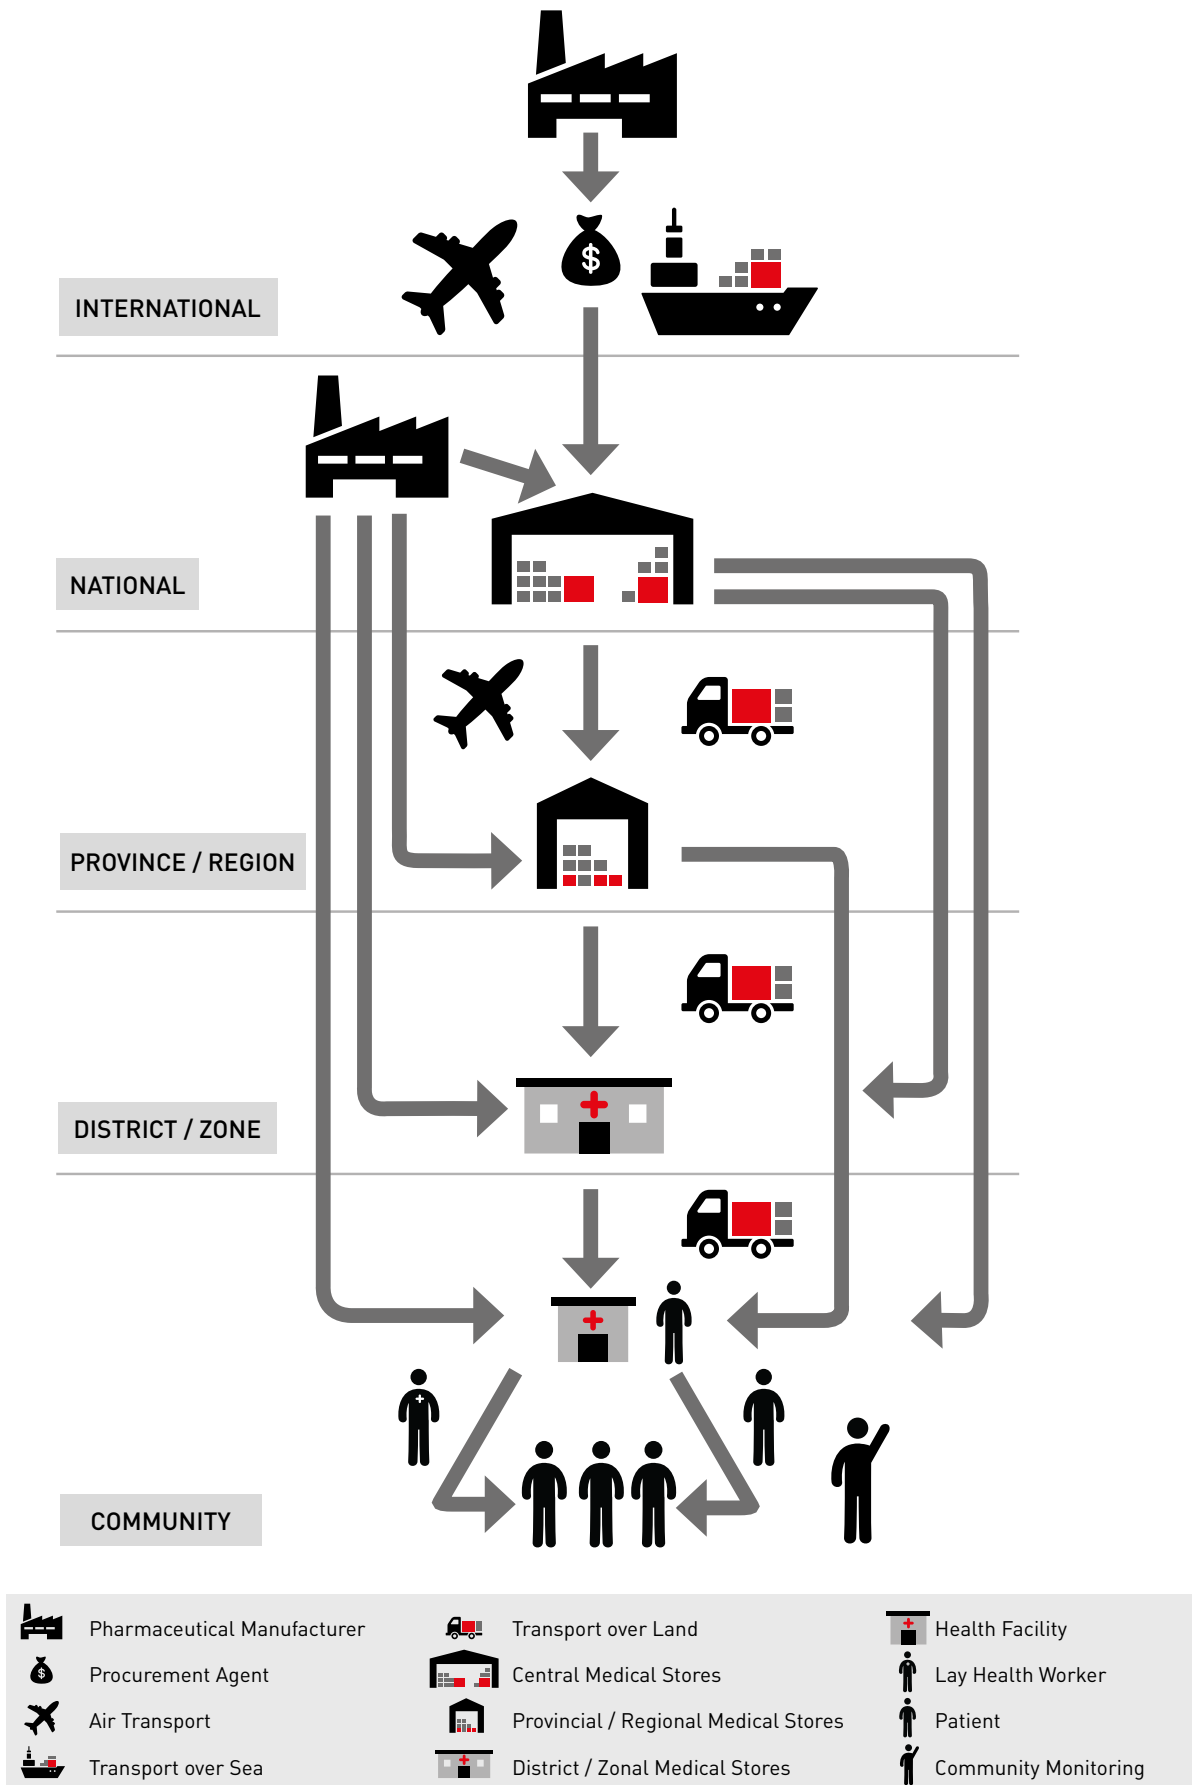 $
INTERNATIONAL
NATIONAL
PROVINCE / REGION
DISTRICT / ZONE
COMMUNITY
Pharmaceutical Manufacturer
Transport over Land
Health Facility
$
Procurement Agent
Central Medical Stores
Lay Health Worker
Air Transport
Provincial / Regional Medical Stores
Patient
Transport over Sea
District / Zonal Medical Stores
Community Monitoring